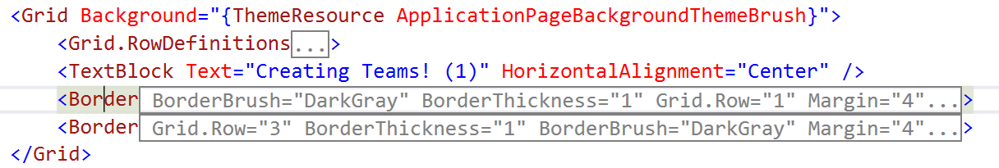 <Grid Background="{ThemeResource ApplicationPageBackgroundThemeBrush}">
<Grid.RowDefinitions...>
<TextBlock Text="Creating Teams! (1)" HorizontalAlignment="Center" />
<Border BorderBrush="DarkGray" BorderThickness="1" Grid.Row="1" Margin="4"...>
<Border Grid.Row="3" BorderThickness="1" BorderBrush="DarkGray" Margin="4"...>
</Grid>